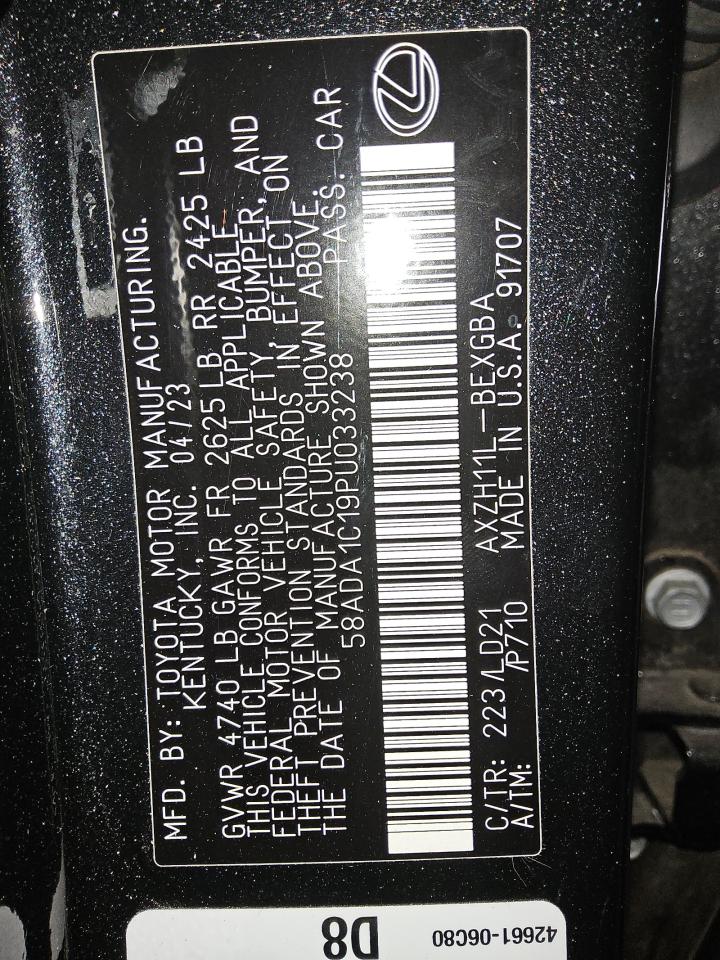 MFD. BY: TOYOTA MOTOR MANUFACTURING.
KENTUCKY, INC. 04/23
GVWR 4740 LB GAWR FR 2625 LB RR 2425 LB
THIS VEHICLE CONFORMS TO ALL APPLICABLE
FEDERAL MOTOR VEHICLE SAFETY, BUMPER, AND
THEFT PREVENTION STANDARDS IN EFFECT ON
THE DATE OF MANUFACTURE SHOWN ABOVE.
58ADA1C19PU033238 PASS. CAR
C/TR: 223/LD21 AXZH11L-BEXGBA
A/TM: /P710 MADE IN U.S.A. 91707
D8
42661-06C80